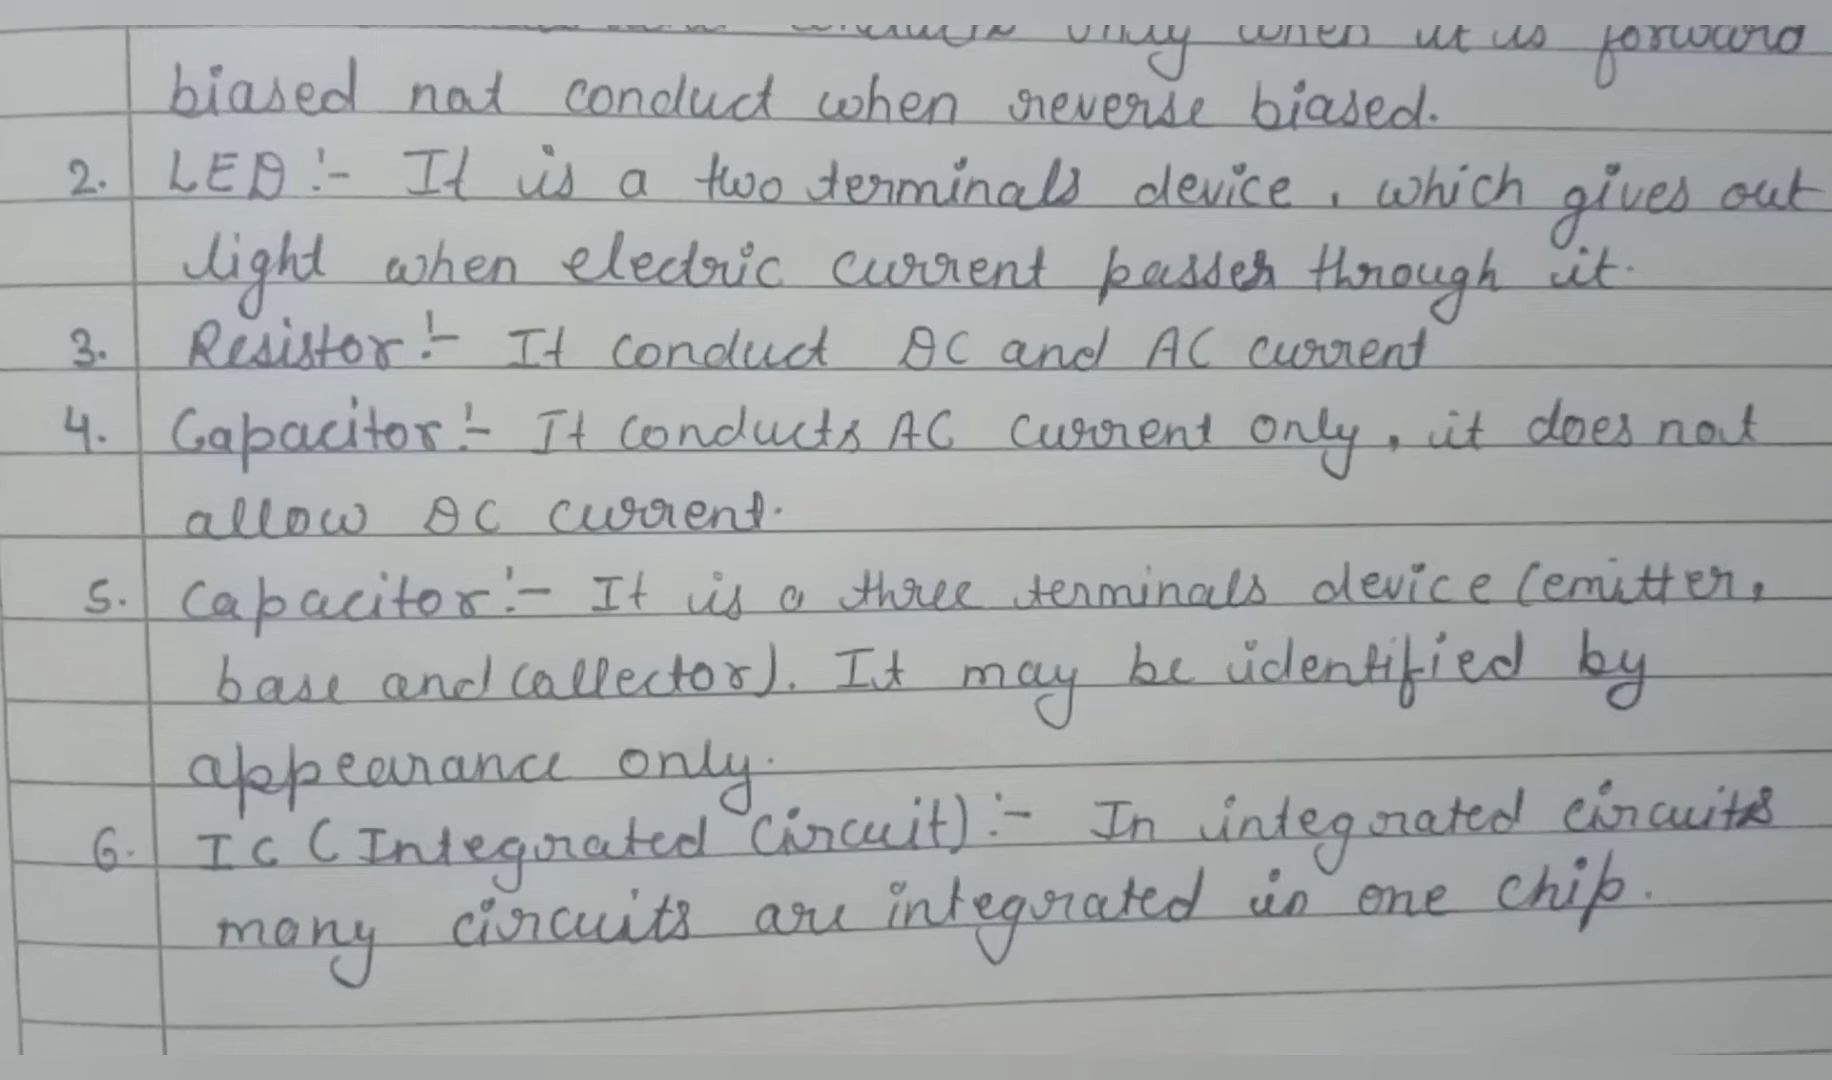 only when it is forward
biased not conduct when reverse biased.
2. LED :- It is a two terminals device, which gives out
light when electric current passes through it.
3. Resistor :- It conduct DC and AC current
4. Capacitor :- It conducts AC current only, it does not
allow DC current.
5. Capacitor :- It is a three terminals device (emitter,
base and collector). It may be identified by
appearance only.
6. IC (Integrated Circuit) :- In integrated circuits
many circuits are integrated in one chip.